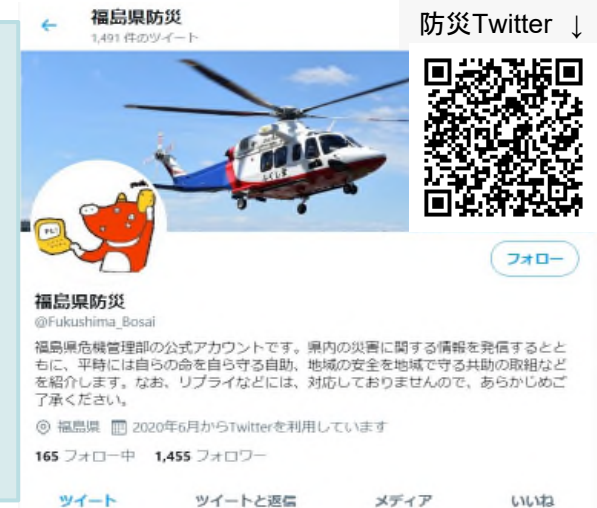 福島県防災
1,491 件のツイート
防災Twitter ↓
ふくしま
PL!
フォロー
福島県防災
@Fukushima_Bosai
福島県危機管理部の公式アカウントです。県内の災害に関する情報を発信するとと
もに、平時には自らの命を自ら守る自助、地域の安全を地域で守る共助の取組など
を紹介します。なお、リプライなどには、対応しておりませんので、あらかじめご
了承ください。
福島県 2020年6月からTwitterを利用しています
165 フォロー中 1,455 フォロワー
ツイート ツイートと返信 メディア いいね